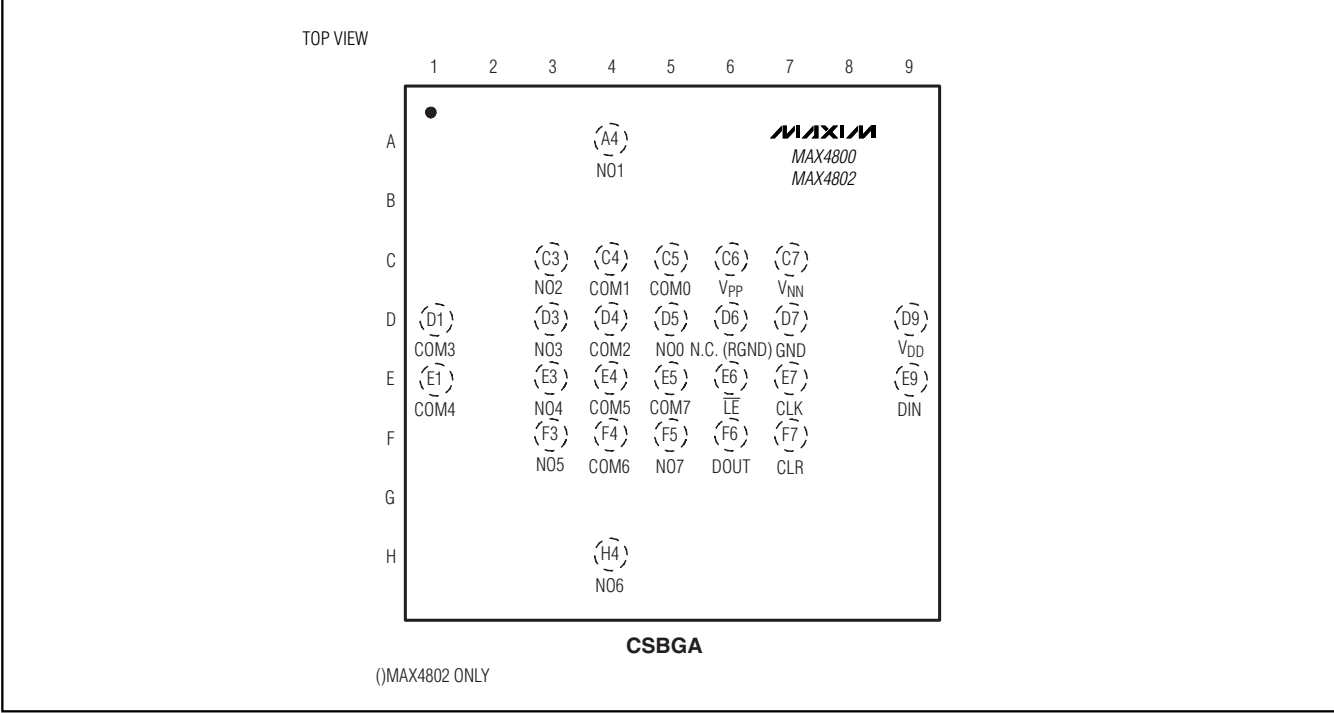 TOP VIEW
1 2 3 4 5 6 7 8 9
A A4 MAXIM
NO1 MAX4800
MAX4802
B
C C3 C4 C5 C6 C7
NO2 COM1 COM0 VPP VNN
D D1 D3 D4 D5 D6 D7 D9
COM3 NO3 COM2 NO0 N.C. (RGND) GND VDD
E E1 E3 E4 E5 E6 E7 E9
COM4 NO4 COM5 COM7 L̅E̅ CLK DIN
F F3 F4 F5 F6 F7
NO5 COM6 NO7 DOUT CLR
G
H H4
NO6
CSBGA
()MAX4802 ONLY